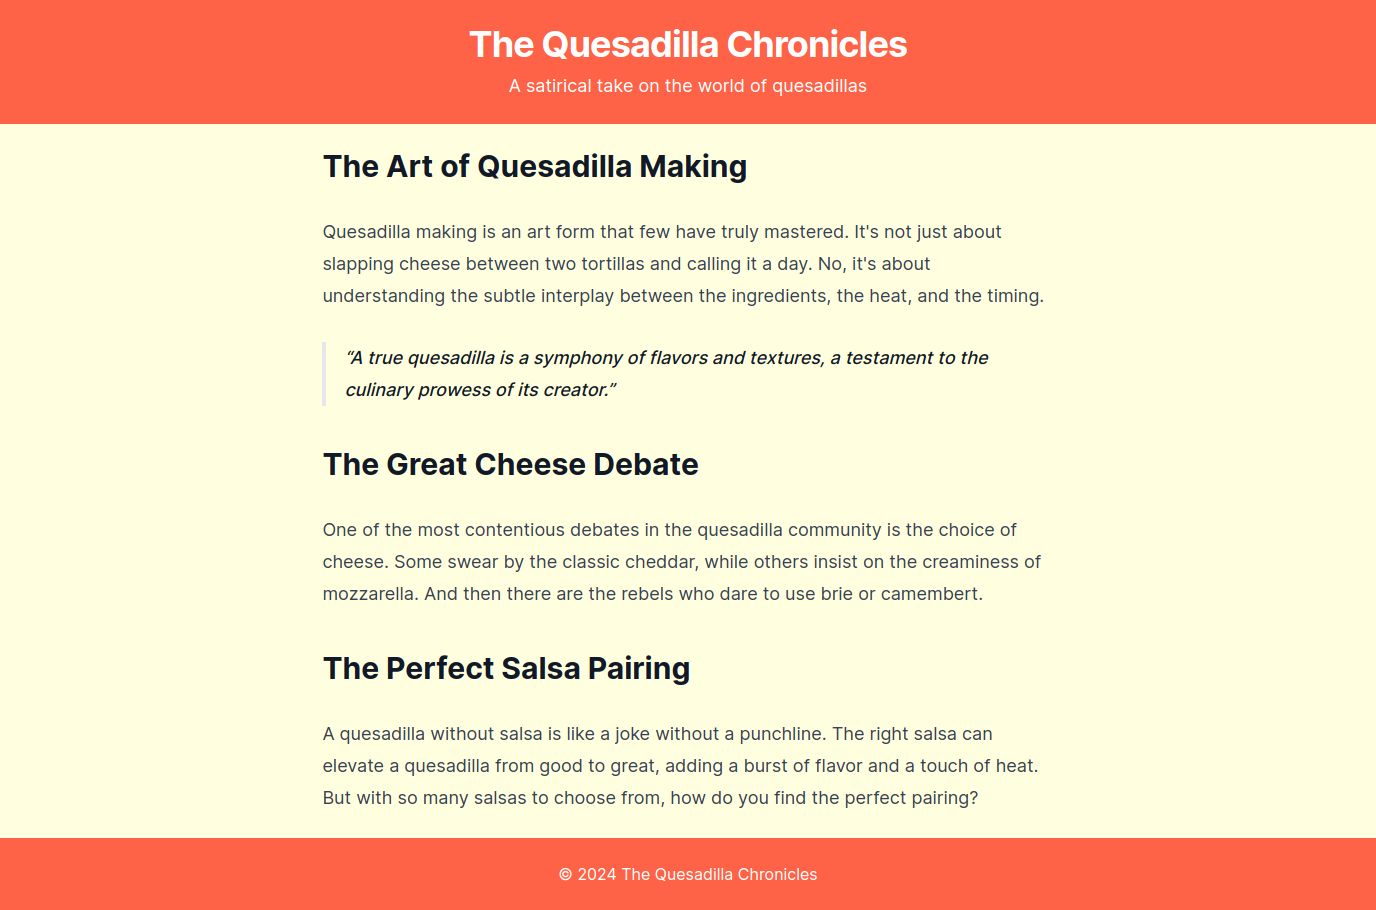 The Quesadilla Chronicles
A satirical take on the world of quesadillas
The Art of Quesadilla Making
Quesadilla making is an art form that few have truly mastered. It's not just about
slapping cheese between two tortillas and calling it a day. No, it's about
understanding the subtle interplay between the ingredients, the heat, and the timing.
“A true quesadilla is a symphony of flavors and textures, a testament to the
culinary prowess of its creator.”
The Great Cheese Debate
One of the most contentious debates in the quesadilla community is the choice of
cheese. Some swear by the classic cheddar, while others insist on the creaminess of
mozzarella. And then there are the rebels who dare to use brie or camembert.
The Perfect Salsa Pairing
A quesadilla without salsa is like a joke without a punchline. The right salsa can
elevate a quesadilla from good to great, adding a burst of flavor and a touch of heat.
But with so many salsas to choose from, how do you find the perfect pairing?
© 2024 The Quesadilla Chronicles